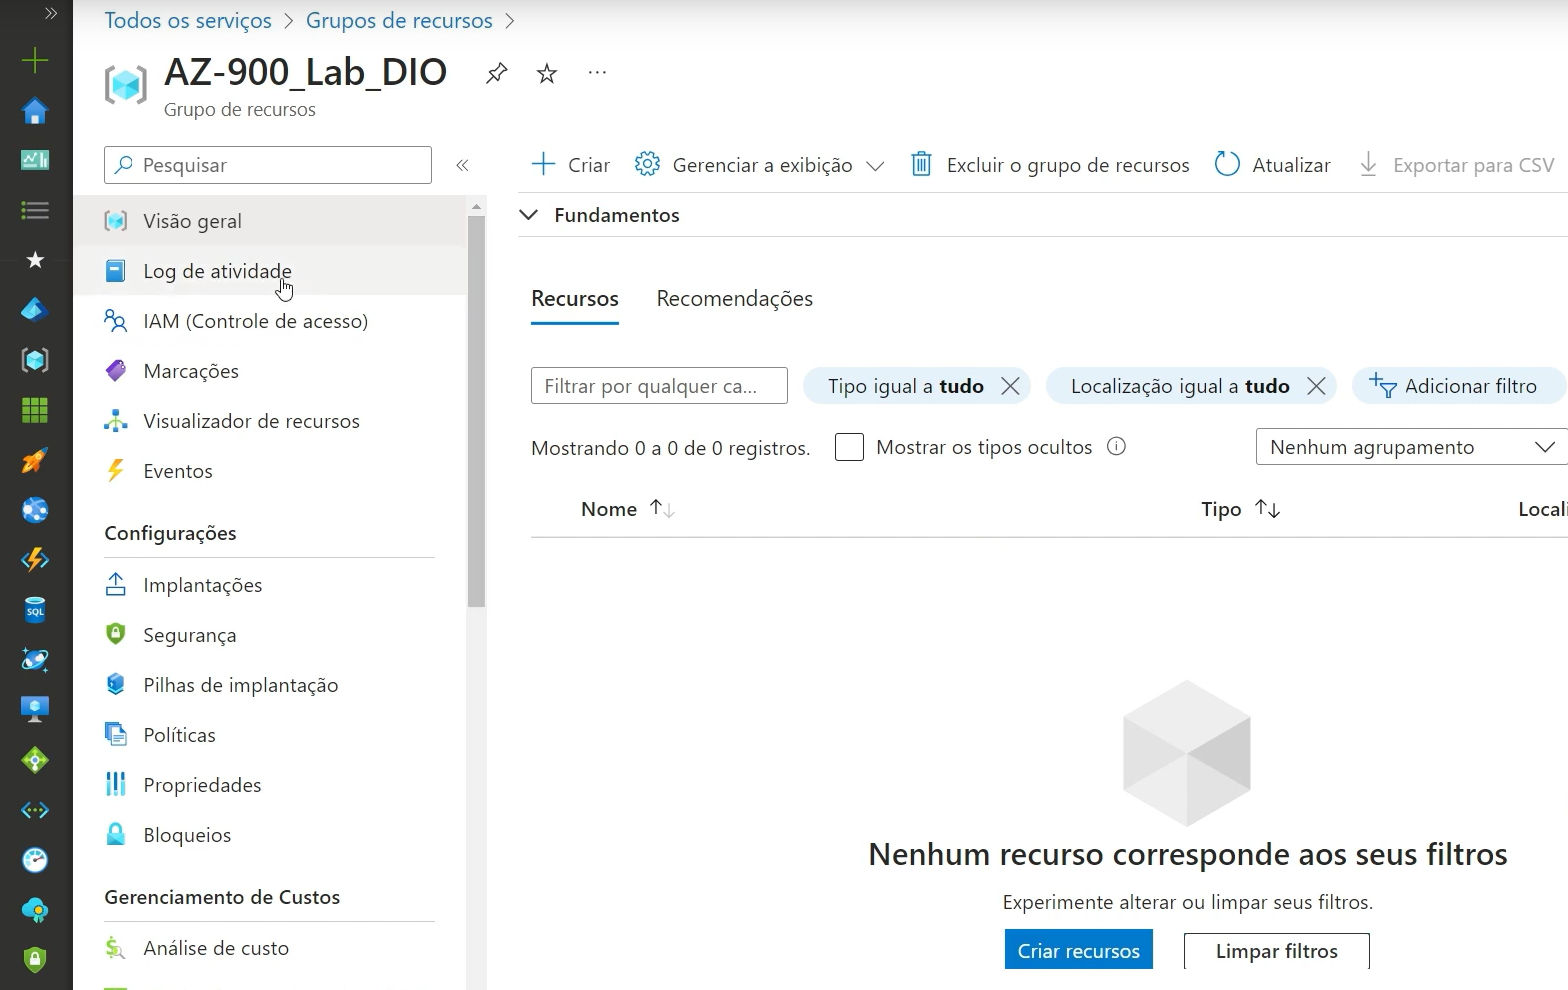 Todos os serviços > Grupos de recursos >
AZ-900_Lab_DIO
Grupo de recursos
Pesquisar
Visão geral
Log de atividade
IAM (Controle de acesso)
Marcações
Visualizador de recursos
Eventos
Configurações
Implantações
Segurança
Pilhas de implantação
Políticas
Propriedades
Bloqueios
Gerenciamento de Custos
Análise de custo
SQL
Criar Gerenciar a exibição Excluir o grupo de recursos Atualizar Exportar para CSV
Fundamentos
Recursos Recomendações
Filtrar por qualquer ca... Tipo igual a tudo Localização igual a tudo Adicionar filtro
Mostrando 0 a 0 de 0 registros. Mostrar os tipos ocultos Nenhum agrupamento
Nome Tipo Locali
Nenhum recurso corresponde aos seus filtros
Experimente alterar ou limpar seus filtros.
Criar recursos Limpar filtros